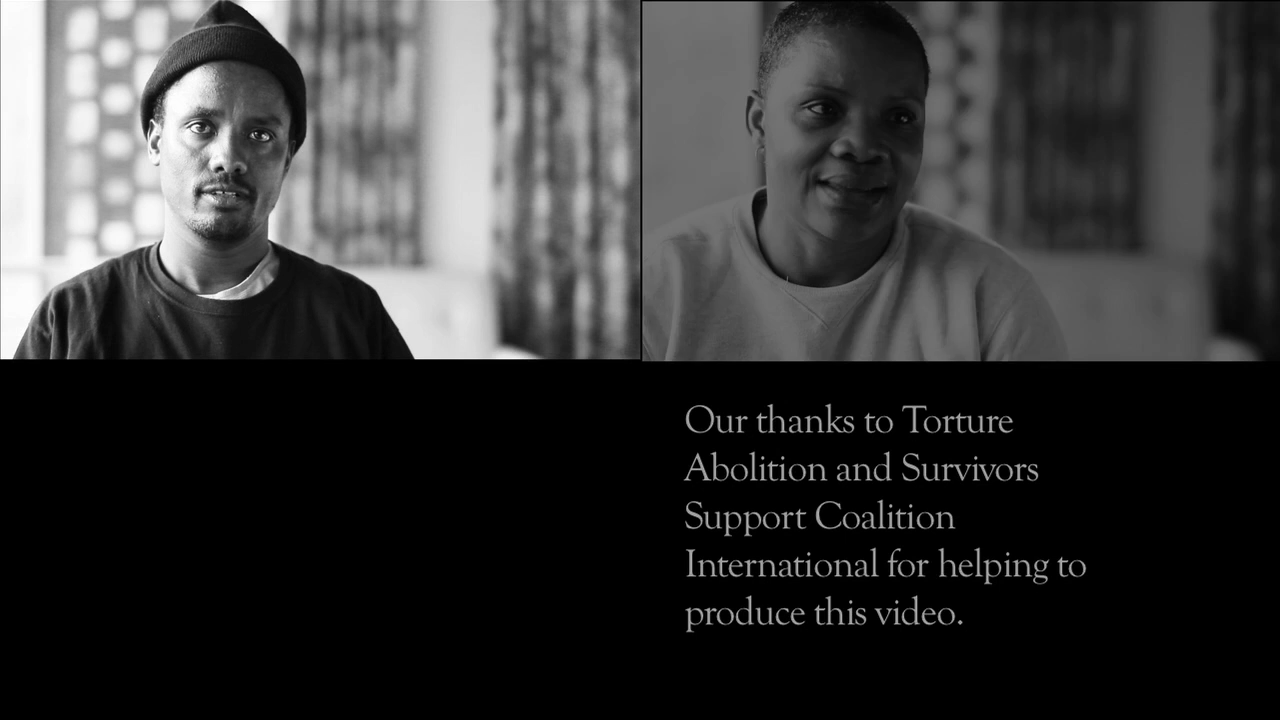 Our thanks to Torture
Abolition and Survivors
Support Coalition
International for helping to
produce this video.